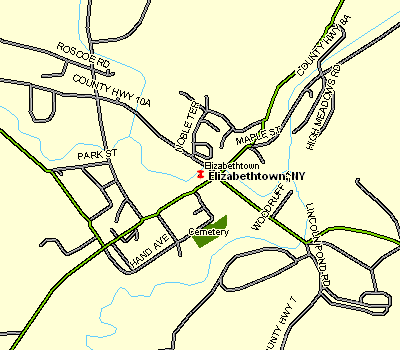 ROSCOE RD
COUNTY HWY 10A
COUNTY HWY 8A
NOBLE TER
MAPLE ST
HIGH MEADOWS RD
PARK ST
Elizabethtown
Elizabethtown, NY
WOODRUFF
LINCOLN POND RD
Cemetery
HAND AVE
COUNTY HWY 7